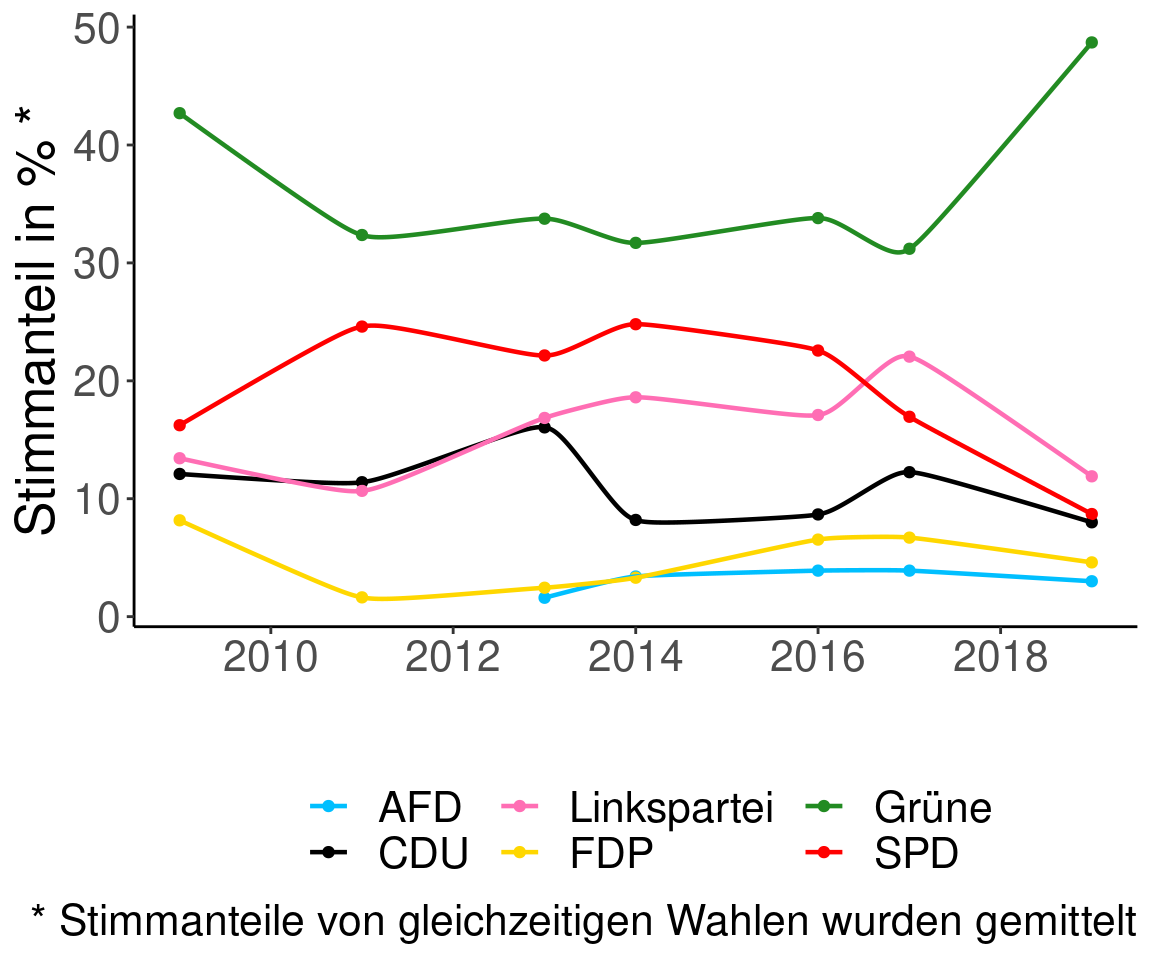 Stimmanteil in % *
50
40
30
20
10
0
2010 2012 2014 2016 2018
AFD Linkspartei Grüne
CDU FDP SPD
* Stimmanteile von gleichzeitigen Wahlen wurden gemittelt